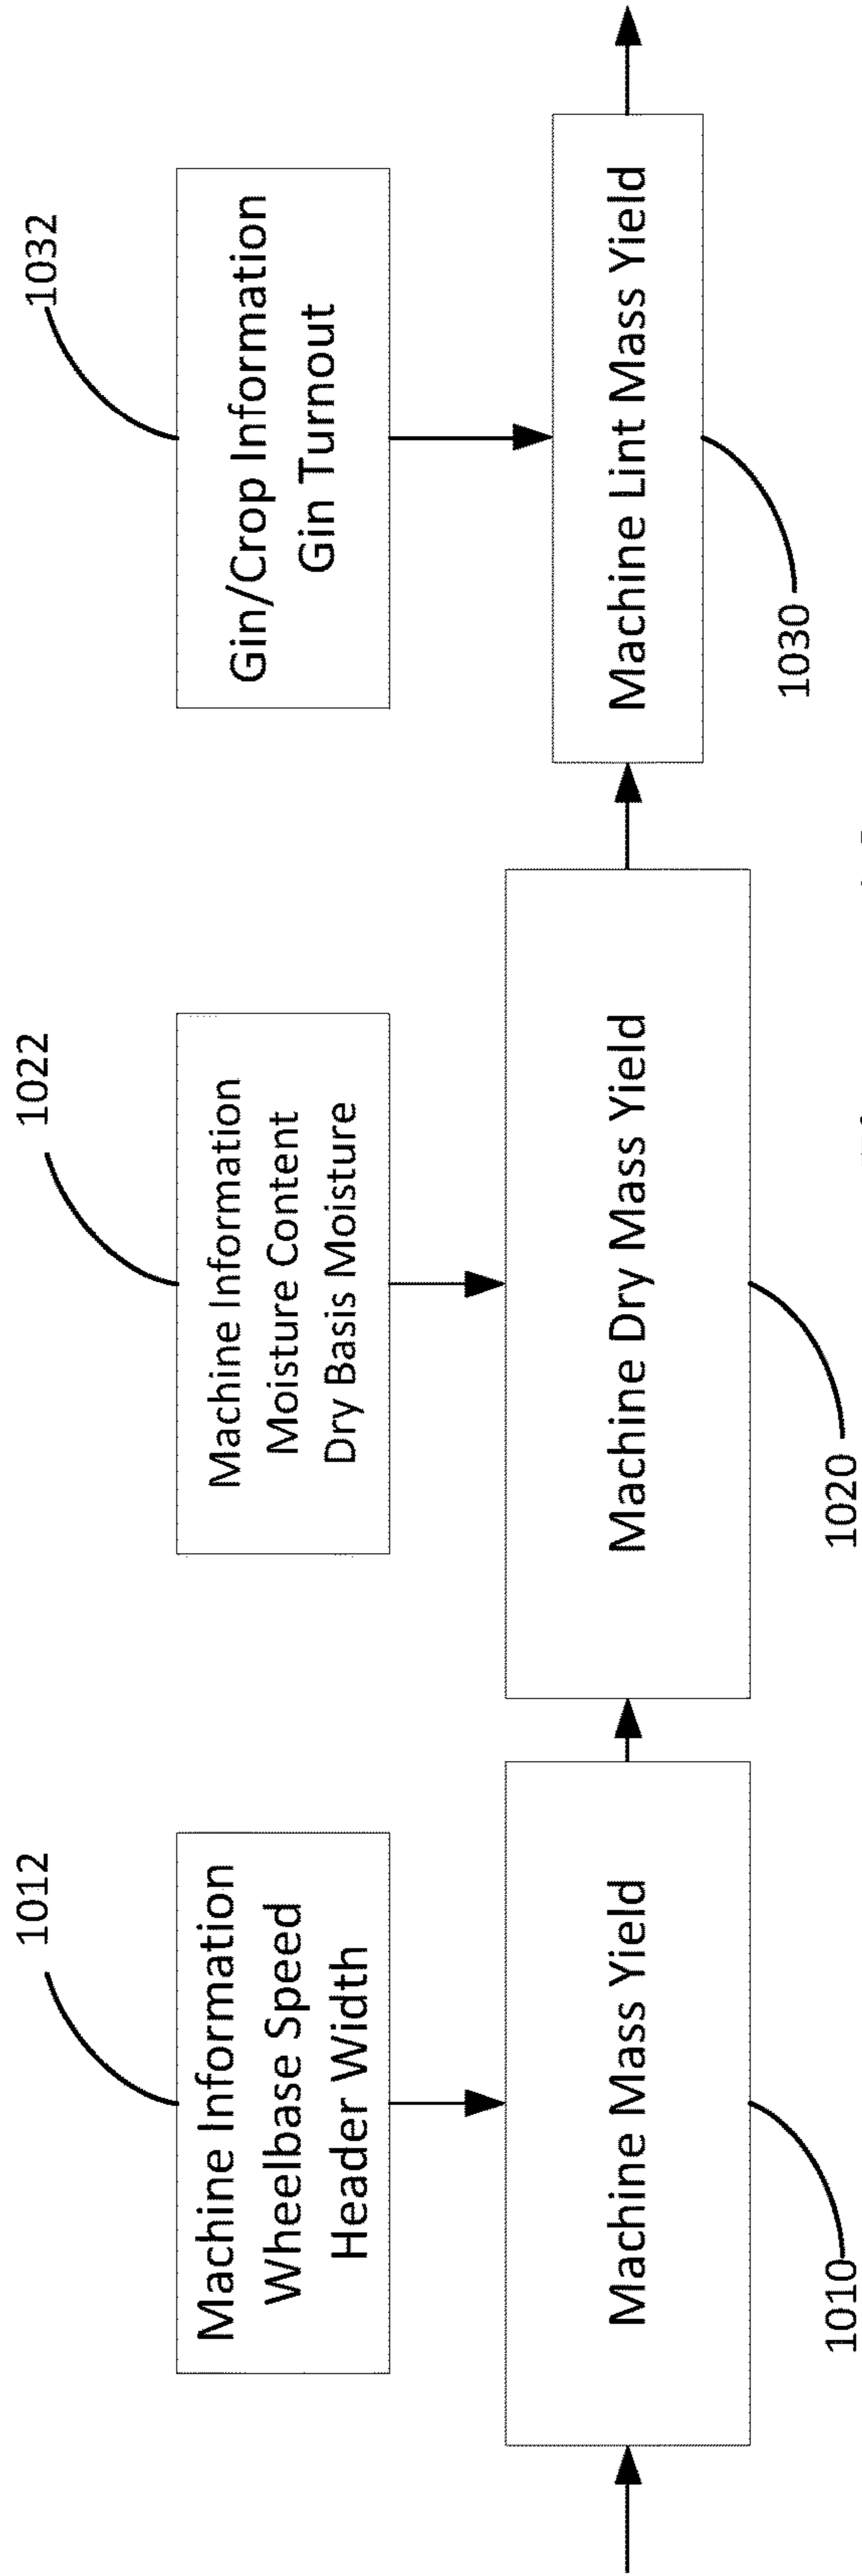 1012
Machine Information
Wheelbase Speed
Header Width
Machine Mass Yield
1010
1022
Machine Information
Moisture Content
Dry Basis Moisture
Machine Dry Mass Yield
1020
1032
Gin/Crop Information
Gin Turnout
Machine Lint Mass Yield
1030